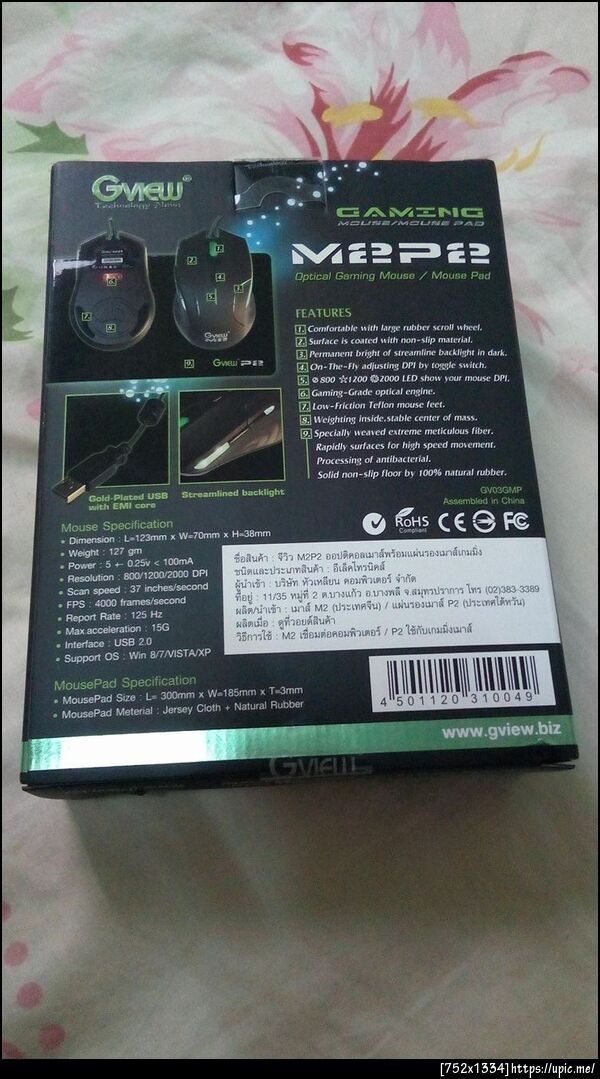 Gview®
Technology News
GAMING
MOUSE/MOUSE PAD
M2P2
Optical Gaming Mouse / Mouse Pad
1. 2. 3. 4. 5. 6. 7. 8. 9.
Gview
M2
Gview P2
FEATURES
1. Comfortable with large rubber scroll wheel.
2. Surface is coated with non-slip material.
3. Permanent bright of streamline backlight in dark.
4. On-The-Fly adjusting DPI by toggle switch.
5. 800 1200 2000 LED show your mouse DPI.
6. Gaming-Grade optical engine.
7. Low-Friction Teflon mouse feet.
8. Weighting inside.stable center of mass.
9. Specially weaved extreme meticulous fiber.
Rapidly surfaces for high speed movement.
Processing of antibacterial.
Solid non-slip floor by 100% natural rubber.
Gold-Plated USB
with EMI core
Streamlined backlight
GV03GMP
Assembled in China
RoHS
Compliant
CE FC
Mouse Specification
• Dimension : L=123mm x W=70mm x H=38mm
• Weight : 127 gm
• Power : 5 +- 0.25v < 100mA
• Resolution : 800/1200/2000 DPI
• Scan speed : 37 inches/second
• FPS : 4000 frames/second
• Report Rate : 125 Hz
• Max.acceleration : 15G
• Interface : USB 2.0
• Support OS : Win 8/7/VISTA/XP
ชื่อสินค้า : จีวิว M2P2 ออปติคอลเมาส์พร้อมแผ่นรองเมาส์เกมมิ่ง
ชนิดและประเภทสินค้า : อีเล็คโทรนิคส์
ผู้นำเข้า : บริษัท หัวเหลียน คอมพิวเตอร์ จำกัด
ที่อยู่ : 11/35 หมู่ที่ 2 ต.บางแก้ว อ.บางพลี จ.สมุทรปราการ โทร (02)383-3389
ผลิต/นำเข้า : เมาส์ M2 (ประเทศจีน) / แผ่นรองเมาส์ P2 (ประเทศไต้หวัน)
ผลิตเมื่อ : ดูที่วอยด์สินค้า
วิธีการใช้ : M2 เชื่อมต่อคอมพิวเตอร์ / P2 ใช้กับเกมมิ่งเมาส์
MousePad Specification
• MousePad Size : L= 300mm x W=185mm x T=3mm
• MousePad Meterial : Jersey Cloth + Natural Rubber
4 501120 310049
www.gview.biz
Gview
[752x1334]https://upic.me/